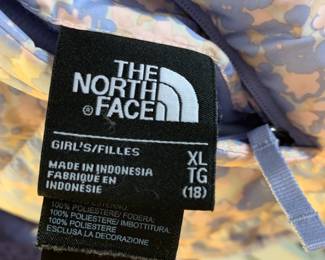 THE
NORTH
FACE
®
GIRL'S/FILLES
XL
TG
(18)
MADE IN INDONESIA
FABRIQUÉ EN
INDONÉSIE
100% POLIESTERE/ FODERA:
100% POLIESTERE/IMBOTTITURA:
ESCLUSA LA DECORAZIONE